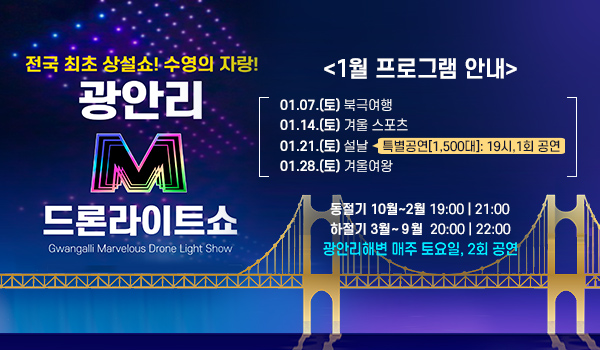 전국 최초 상설쇼! 수영의 자랑!
광안리
M
드론라이트쇼
Gwangalli Marvelous Drone Light Show
<1월 프로그램 안내>
01.07.(토) 북극여행
01.14.(토) 겨울 스포츠
01.21.(토) 설날 특별공연[1,500대]: 19시,1회 공연
01.28.(토) 겨울여왕
동절기 10월~2월 19:00 | 21:00
하절기 3월~ 9월 20:00 | 22:00
광안리해변 매주 토요일, 2회 공연